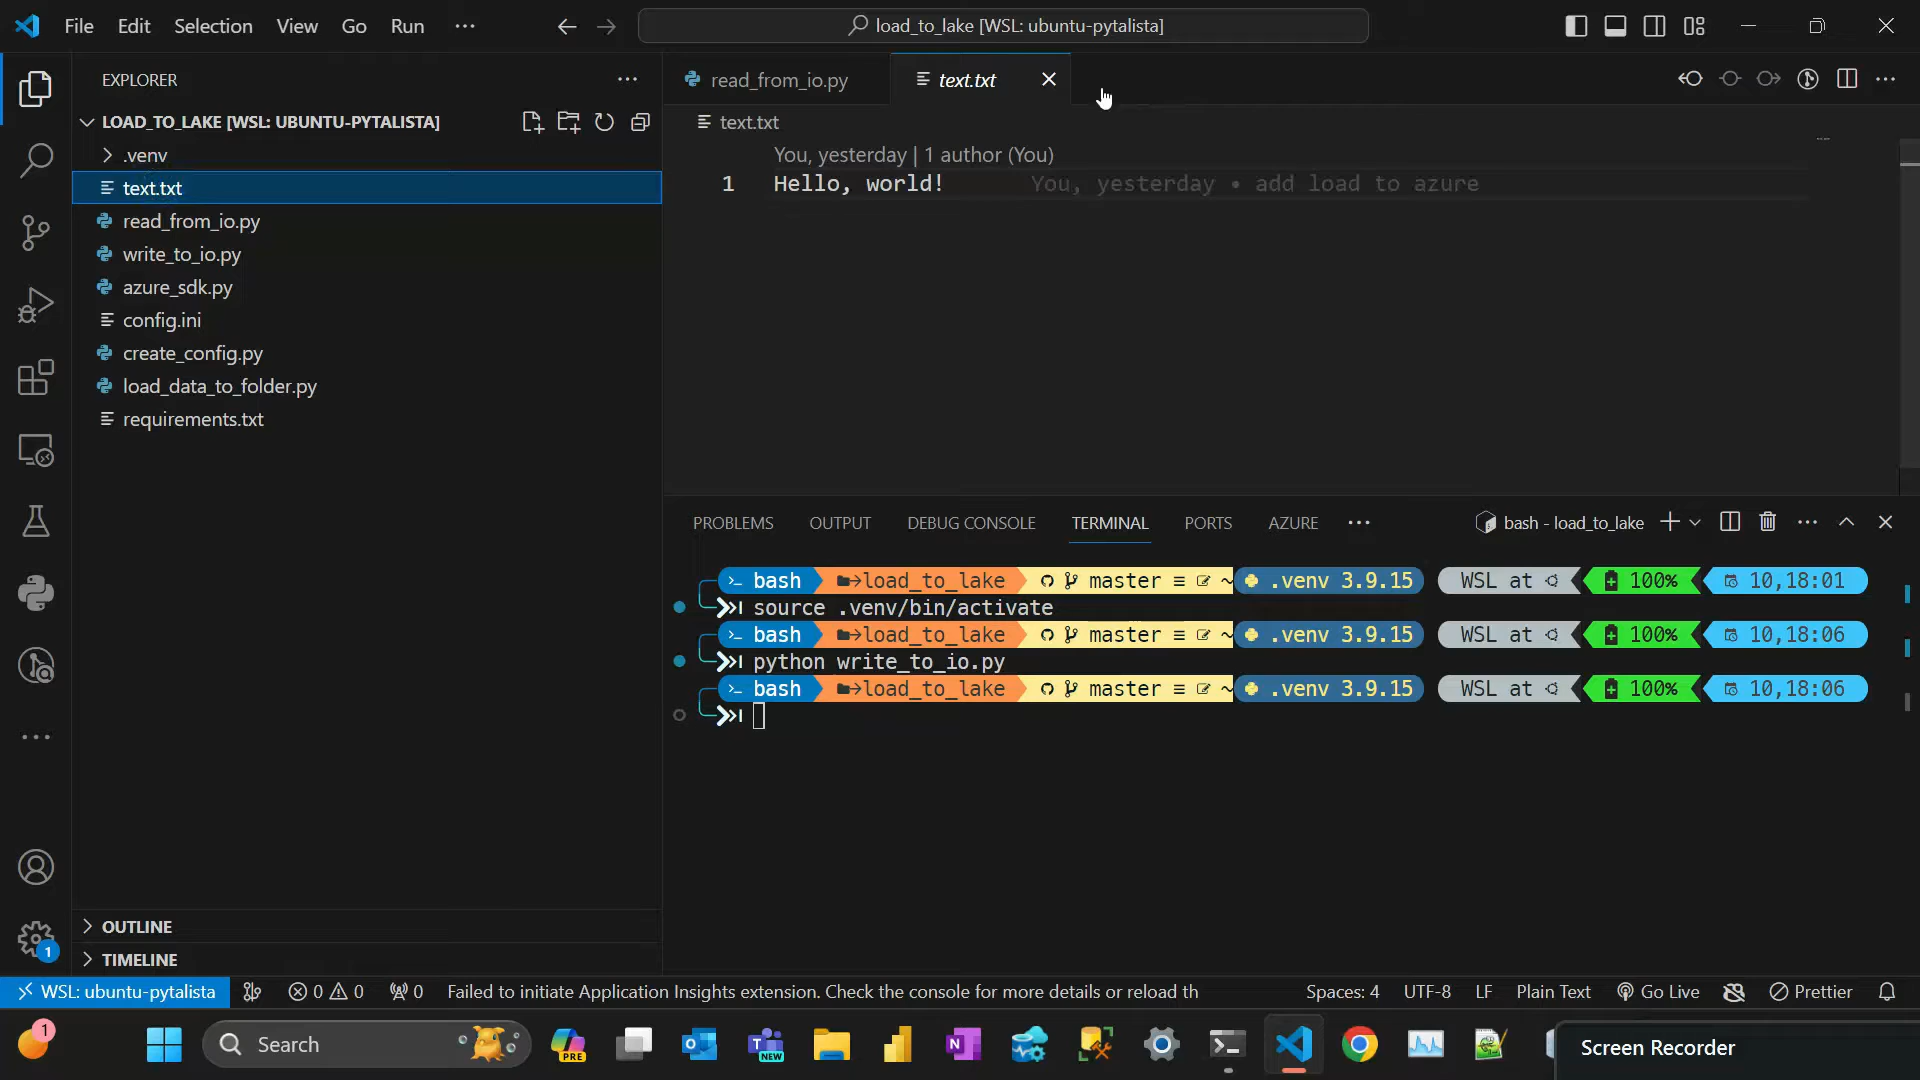 File Edit Selection View Go Run
load_to_lake [WSL: ubuntu-pytalista]
EXPLORER
LOAD_TO_LAKE [WSL: UBUNTU-PYTALISTA]
.venv
text.txt
read_from_io.py
write_to_io.py
azure_sdk.py
config.ini
create_config.py
load_data_to_folder.py
requirements.txt
OUTLINE
TIMELINE
read_from_io.py text.txt
text.txt
You, yesterday | 1 author (You)
1 Hello, world! You, yesterday • add load to azure
PROBLEMS OUTPUT DEBUG CONSOLE TERMINAL PORTS AZURE
bash - load_to_lake
bash load_to_lake master ≡ ~ .venv 3.9.15 WSL at 100% 10,18:01
source .venv/bin/activate
bash load_to_lake master ≡ ~ .venv 3.9.15 WSL at 100% 10,18:06
python write_to_io.py
bash load_to_lake master ≡ ~ .venv 3.9.15 WSL at 100% 10,18:06
1
WSL: ubuntu-pytalista 0 0 0 Failed to initiate Application Insights extension. Check the console for more details or reload th Spaces: 4 UTF-8 LF Plain Text Go Live Prettier
1 Search PRE NEW
Screen Recorder